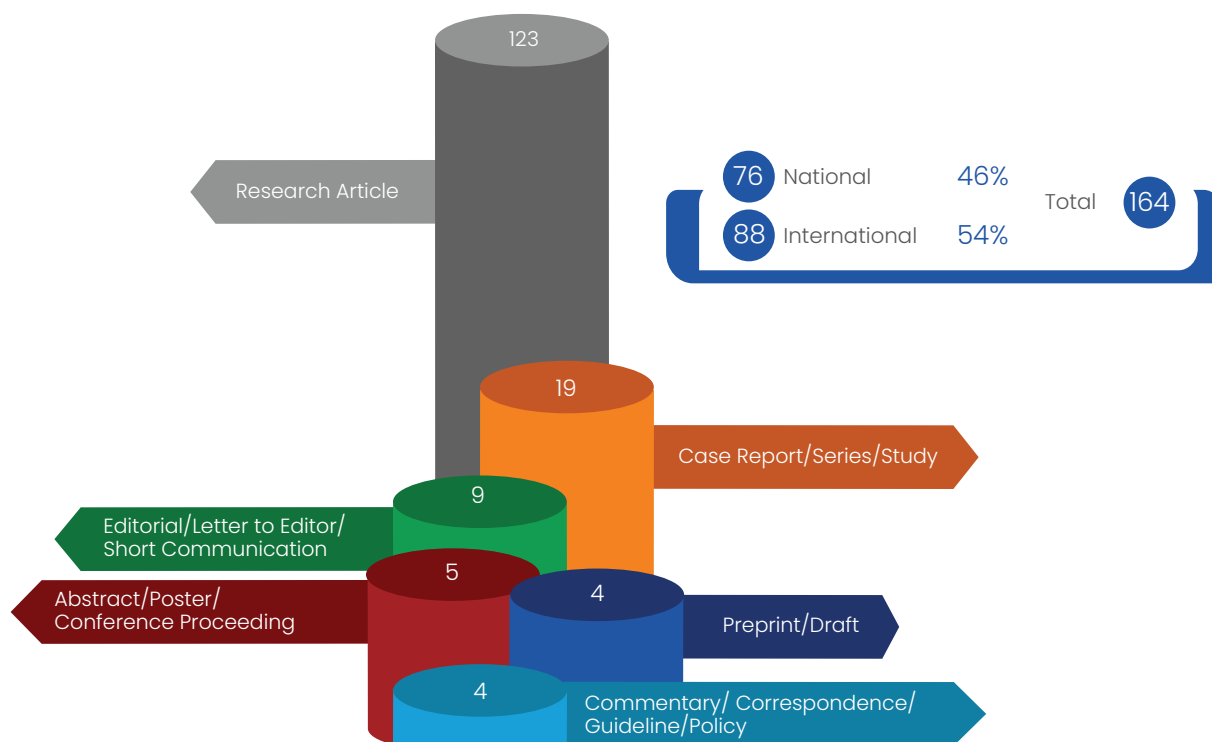 123
Research Article
76 National 46%
88 International 54%
Total 164
19
Case Report/Series/Study
9
Editorial/Letter to Editor/
Short Communication
5
Abstract/Poster/
Conference Proceeding
4
Preprint/Draft
4
Commentary/ Correspondence/
Guideline/Policy